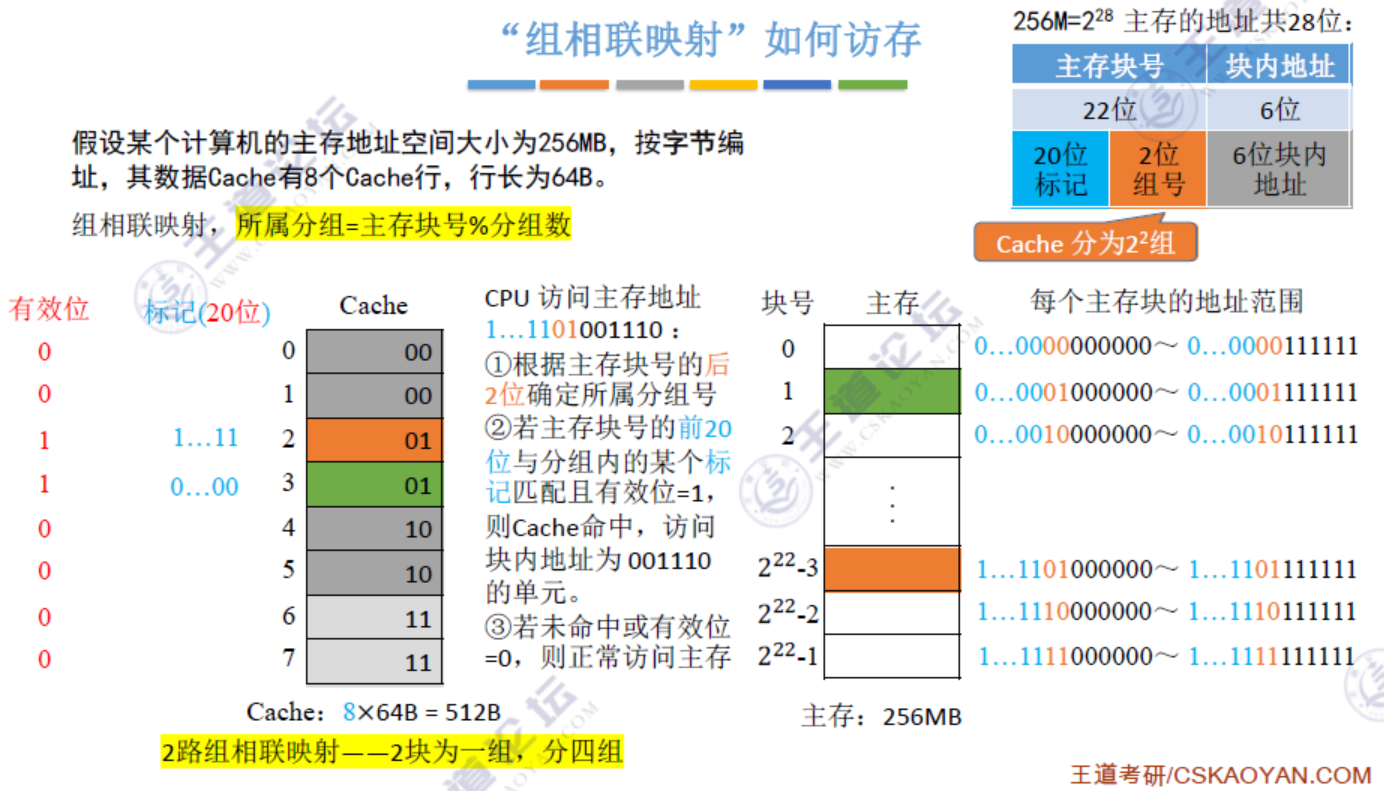 “组相联映射”如何访存
256M=2²⁸ 主存的地址共28位：
主存块号 块内地址
22位 6位
20位标记 2位组号 6位块内地址
Cache 分为2²组
假设某个计算机的主存地址空间大小为256MB，按字节编
址，其数据Cache有8个Cache行，行长为64B。
组相联映射，所属分组=主存块号%分组数
有效位 标记(20位) Cache
0 0 00
0 1 00
1 1…11 2 01
1 0…00 3 01
0 4 10
0 5 10
0 6 11
0 7 11
Cache：8×64B = 512B
2路组相联映射——2块为一组，分四组
CPU 访问主存地址
1…1101001110：
①根据主存块号的后
2位确定所属分组号
②若主存块号的前20
位与分组内的某个标
记匹配且有效位=1，
则Cache命中，访问
块内地址为 001110
的单元。
③若未命中或有效位
=0，则正常访问主存
块号 主存 每个主存块的地址范围
0 0…0000000000～ 0…0000111111
1 0…0001000000～ 0…0001111111
2 0…0010000000～ 0…0010111111
⋮
2²²-3 1…1101000000～ 1…1101111111
2²²-2 1…1110000000～ 1…1110111111
2²²-1 1…1111000000～ 1…1111111111
主存：256MB
王道考研/CSKAOYAN.COM